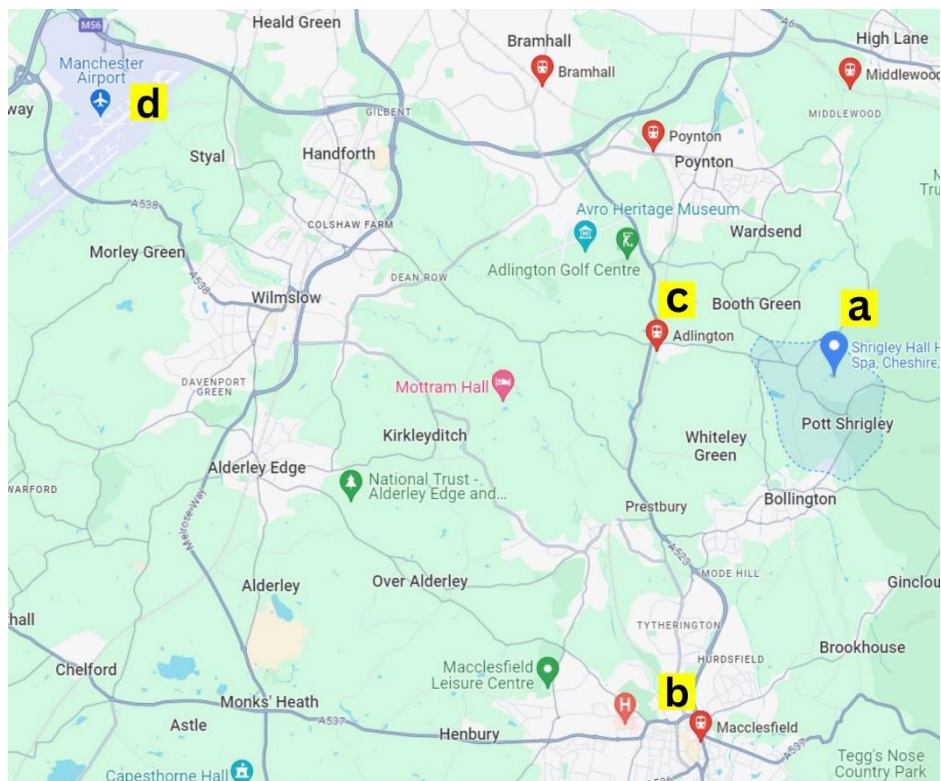 Heald Green
M56
Manchester
Airport
d
way
Styal
A538
Morley Green
A538
Wilmslow
Handforth
GILBENT
COLSHAW FARM
DEAN ROW
Bramhall
Bramhall
A6
High Lane
Middlewood
MIDDLEWOOD
Poynton
Poynton
Avro Heritage Museum
Adlington Golf Centre
Wardsend
Booth Green
a
c
Adlington
Shrigley Hall H
Spa, Cheshire,
Pott Shrigley
Mottram Hall
DAVENPORT
GREEN
Kirkleyditch
Whiteley
Green
Alderley Edge
National Trust -
Alderley Edge and...
WARFORD
Melrose Way
Bollington
Prestbury
A523
MODE HILL
Alderley
Over Alderley
TYTHERINGTON
HURDSFIELD
Brookhouse
Chelford
Macclesfield
Leisure Centre
b
Monks' Heath
A537
H
Macclesfield
Astle
Henbury
A537
Tegg's Nose
Country Park
Capesthorne Hall